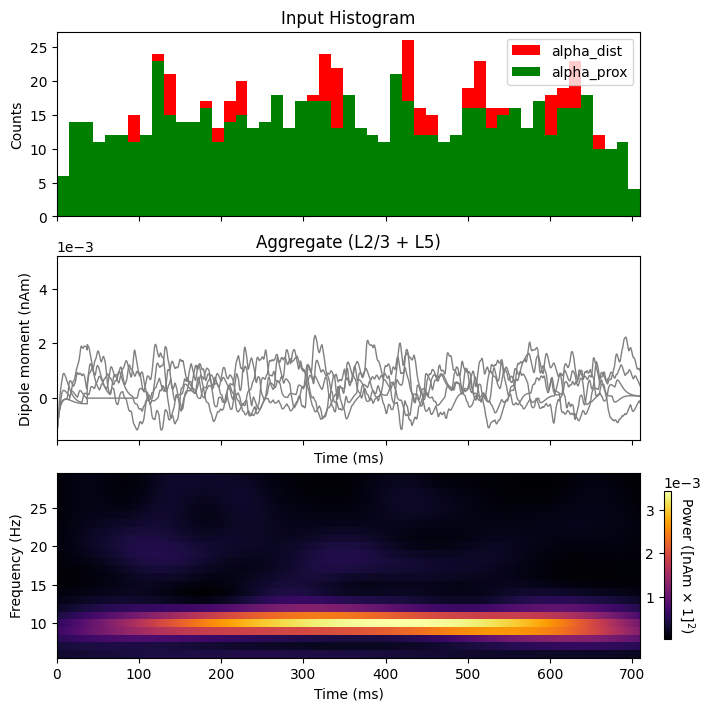 Input Histogram
alpha_dist
alpha_prox
Counts
25
20
15
10
5
0
Aggregate (L2/3 + L5)
1e−3
Dipole moment (nAm)
4
2
0
Time (ms)
Frequency (Hz)
25
20
15
10
0 100 200 300 400 500 600 700
Time (ms)
1e−3
3
2
1
Power ([nAm × 1]²)